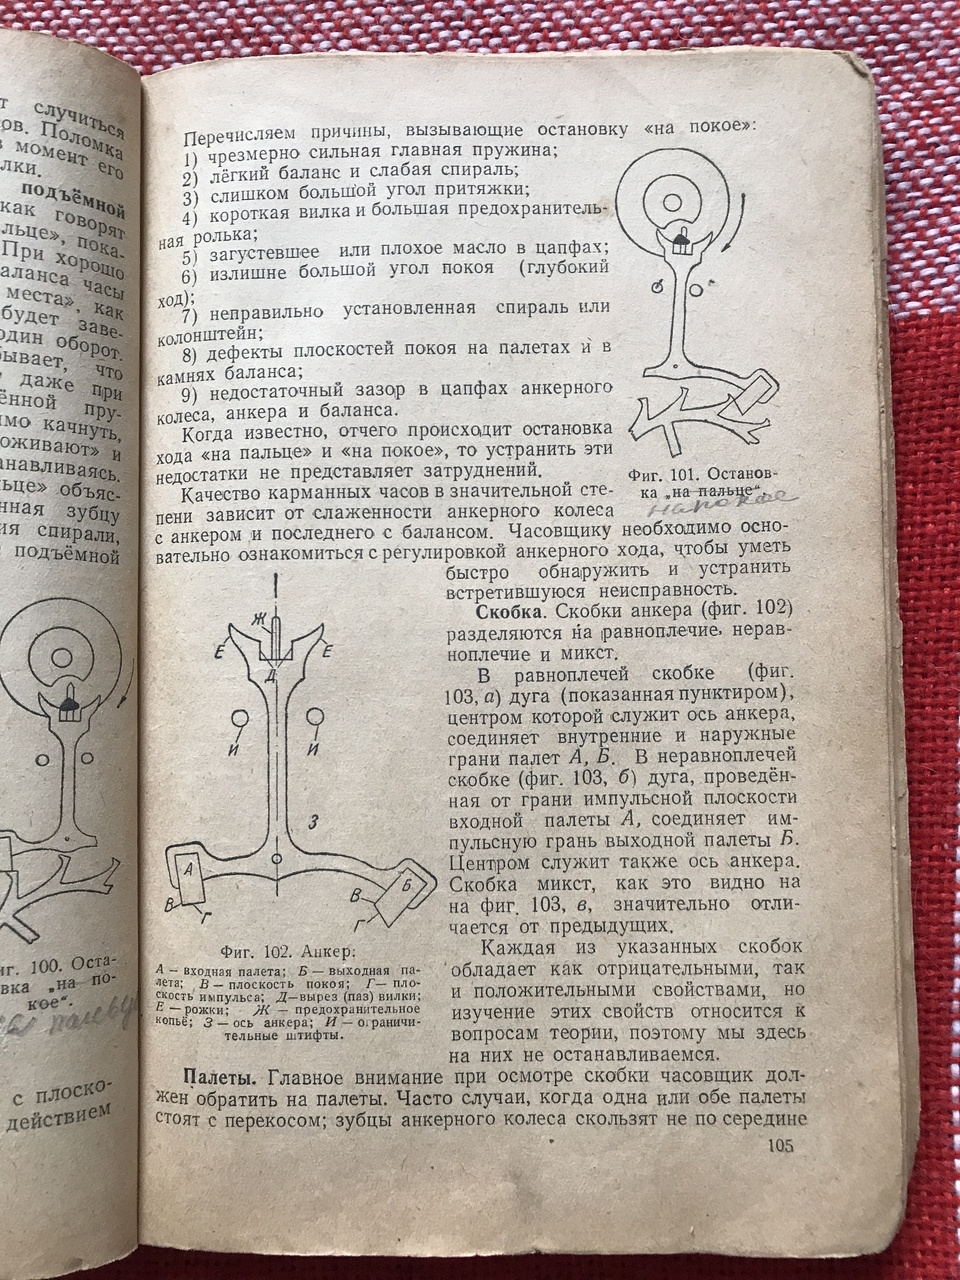 т случиться
ов. Поломка
в момент его
лки.
подъёмной
как говорят
льце», пока-
При хорошо
аланса часы
места», как
будет заве-
один оборот.
бывает, что
даже при
ённой пру-
имо качнуть,
оживают» и
анавливаясь.
льце» объяс-
нная зубцу
ия спирали,
подъёмной
иг. 100. Оста-
вка „на по-
кое“.
пальце
с плоско-
действием
Перечисляем причины, вызывающие остановку «на покое»:
1) чрезмерно сильная главная пружина;
2) лёгкий баланс и слабая спираль;
3) слишком большой угол притяжки;
4) короткая вилка и большая предохранитель-
ная ролька;
5) загустевшее или плохое масло в цапфах;
6) излишне большой угол покоя (глубокий
ход);
7) неправильно установленная спираль или
колонштейн;
8) дефекты плоскостей покоя на палетах и в
камнях баланса;
9) недостаточный зазор в цапфах анкерного
колеса, анкера и баланса.
Когда известно, отчего происходит остановка
хода «на пальце» и «на покое», то устранить эти
недостатки не представляет затруднений.
Качество карманных часов в значительной сте-
пени зависит от слаженности анкерного колеса
с анкером и последнего с балансом. Часовщику необходимо осно-
вательно ознакомиться с регулировкой анкерного хода, чтобы уметь
быстро обнаружить и устранить
встретившуюся неисправность.
Фиг. 101. Останов-
ка „на пальце“.
на покое
Скобка. Скобки анкера (фиг. 102)
разделяются на равноплечие, нерав-
ноплечие и микст.
В равноплечей скобке (фиг.
103, а) дуга (показанная пунктиром),
центром которой служит ось анкера,
соединяет внутренние и наружные
грани палет А, Б. В неравноплечей
скобке (фиг. 103, б) дуга, проведён-
ная от грани импульсной плоскости
входной палеты А, соединяет им-
пульсную грань выходной палеты Б.
Центром служит также ось анкера.
Скобка микст, как это видно на
на фиг. 103, в, значительно отли-
чается от предыдущих.
Каждая из указанных скобок
обладает как отрицательными, так
и положительными свойствами, но
изучение этих свойств относится к
вопросам теории, поэтому мы здесь
на них не останавливаемся.
Ж
Е Е
Д
И И
З
А Б
В Г В Г
Фиг. 102. Анкер:
А — входная палета; Б — выходная па-
лета; В — плоскость покоя; Г — пло-
скость импульса; Д — вырез (паз) вилки;
Е — рожки; Ж — предохранительное
копьё; З — ось анкера; И — ограничи-
тельные штифты.
Палеты. Главное внимание при осмотре скобки часовщик дол-
жен обратить на палеты. Часто случаи, когда одна или обе палеты
стоят с перекосом; зубцы анкерного колеса скользят не по середине
105